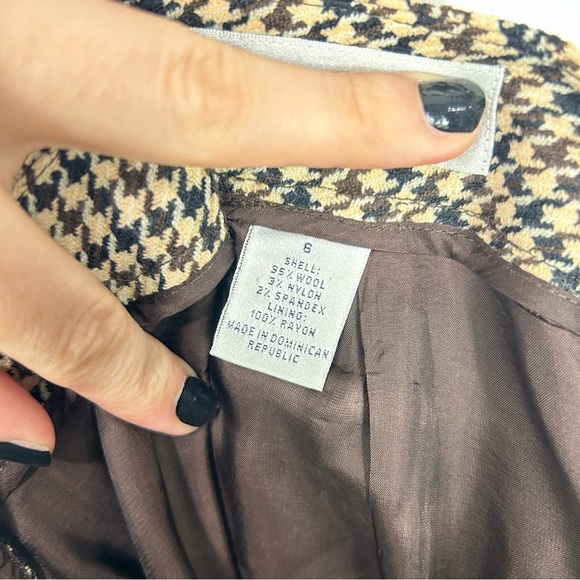 6
SHELL:
95% WOOL
3% NYLON
2% SPANDEX
LINING:
100% RAYON
MADE IN DOMINICAN
REPUBLIC